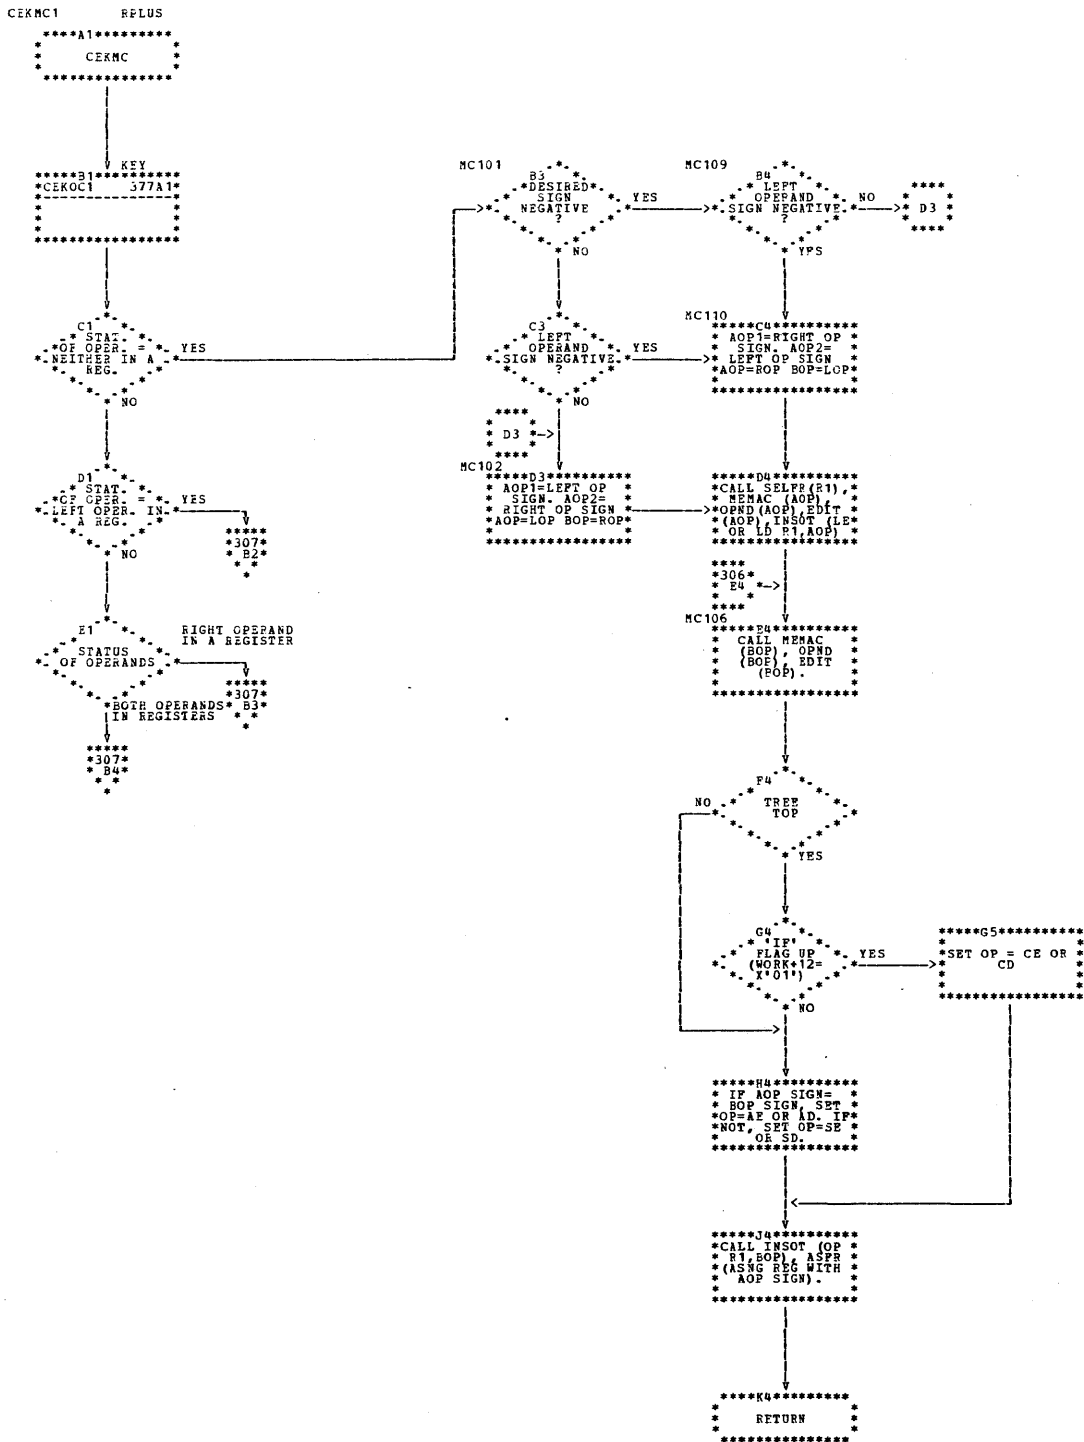 CEKMC1 RPLUS
A1
CEKMC
KEY
B1
CEKOC1 377A1
C1
STAT.
OF OPER. =
NEITHER IN A
REG.
YES
NO
D1
STAT.
OF OPER. =
LEFT OPER. IN
A REG.
YES
NO
307
B2
E1
STATUS
OF OPERANDS
RIGHT OPERAND
IN A REGISTER
307
B3
BOTH OPERANDS
IN REGISTERS
307
B4
MC101
B3
DESIRED
SIGN
NEGATIVE
?
YES
NO
C3
LEFT
OPERAND
SIGN NEGATIVE
?
YES
NO
D3
MC102
D3
AOP1=LEFT OP
SIGN. AOP2=
RIGHT OP SIGN
AOP=LOP BOP=ROP
MC109
B4
LEFT
OPERAND
SIGN NEGATIVE
?
NO
D3
YES
MC110
C4
AOP1=RIGHT OP
SIGN. AOP2=
LEFT OP SIGN
AOP=ROP BOP=LOP
D4
CALL SELFR(R1),
MEMAC (AOP),
OPND(AOP),EDIT
(AOP),INSOT (LE
OR LD R1,AOP)
306
E4
MC106
E4
CALL MEMAC
(BOP), OPND
(BOP), EDIT
(BOP).
F4
TREE
TOP
NO
YES
G4
'IF'
FLAG UP
(WORK+12=
X'01')
YES
NO
G5
SET OP = CE OR
CD
H4
IF AOP SIGN=
BOP SIGN, SET
OP=AE OR AD. IF
NOT, SET OP=SE
OR SD.
J4
CALL INSOT (OP
R1,BOP), ASFR
(ASNG REG WITH
AOP SIGN).
K4
RETURN